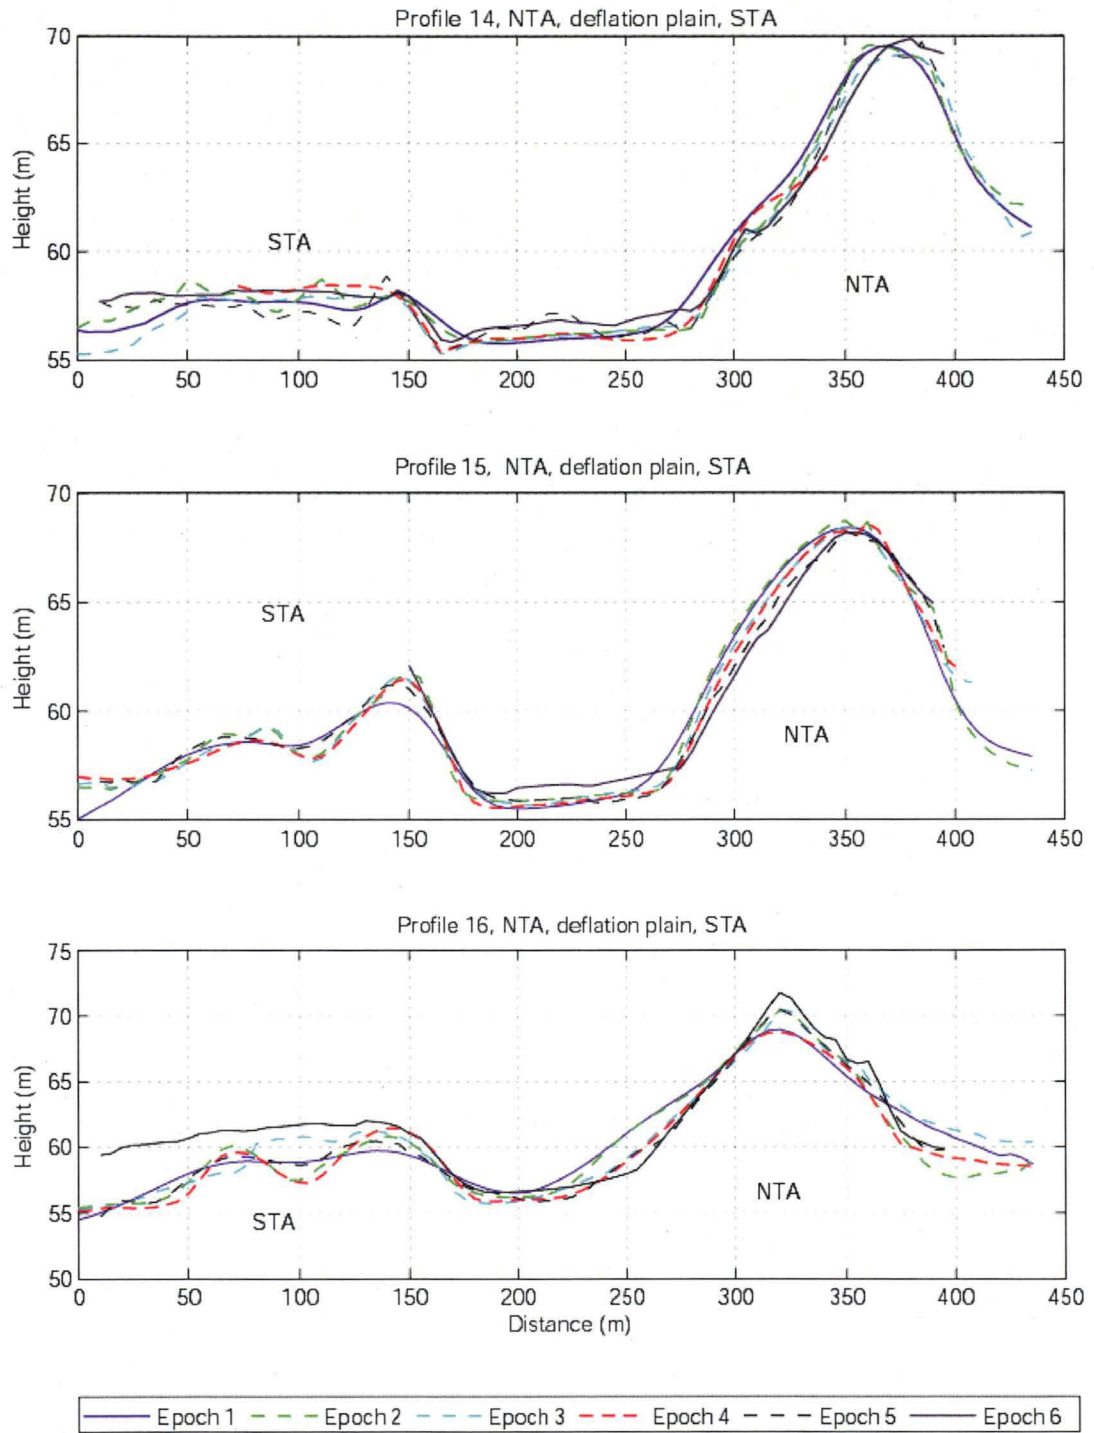 Profile 14, NTA, deflation plain, STA
70
65
60
55
Height (m)
STA
NTA
0 50 100 150 200 250 300 350 400 450
Profile 15, NTA, deflation plain, STA
70
65
60
55
Height (m)
STA
NTA
0 50 100 150 200 250 300 350 400 450
Profile 16, NTA, deflation plain, STA
75
70
65
60
55
50
Height (m)
STA
NTA
0 50 100 150 200 250 300 350 400 450
Distance (m)
Epoch 1 Epoch 2 Epoch 3 Epoch 4 Epoch 5 Epoch 6